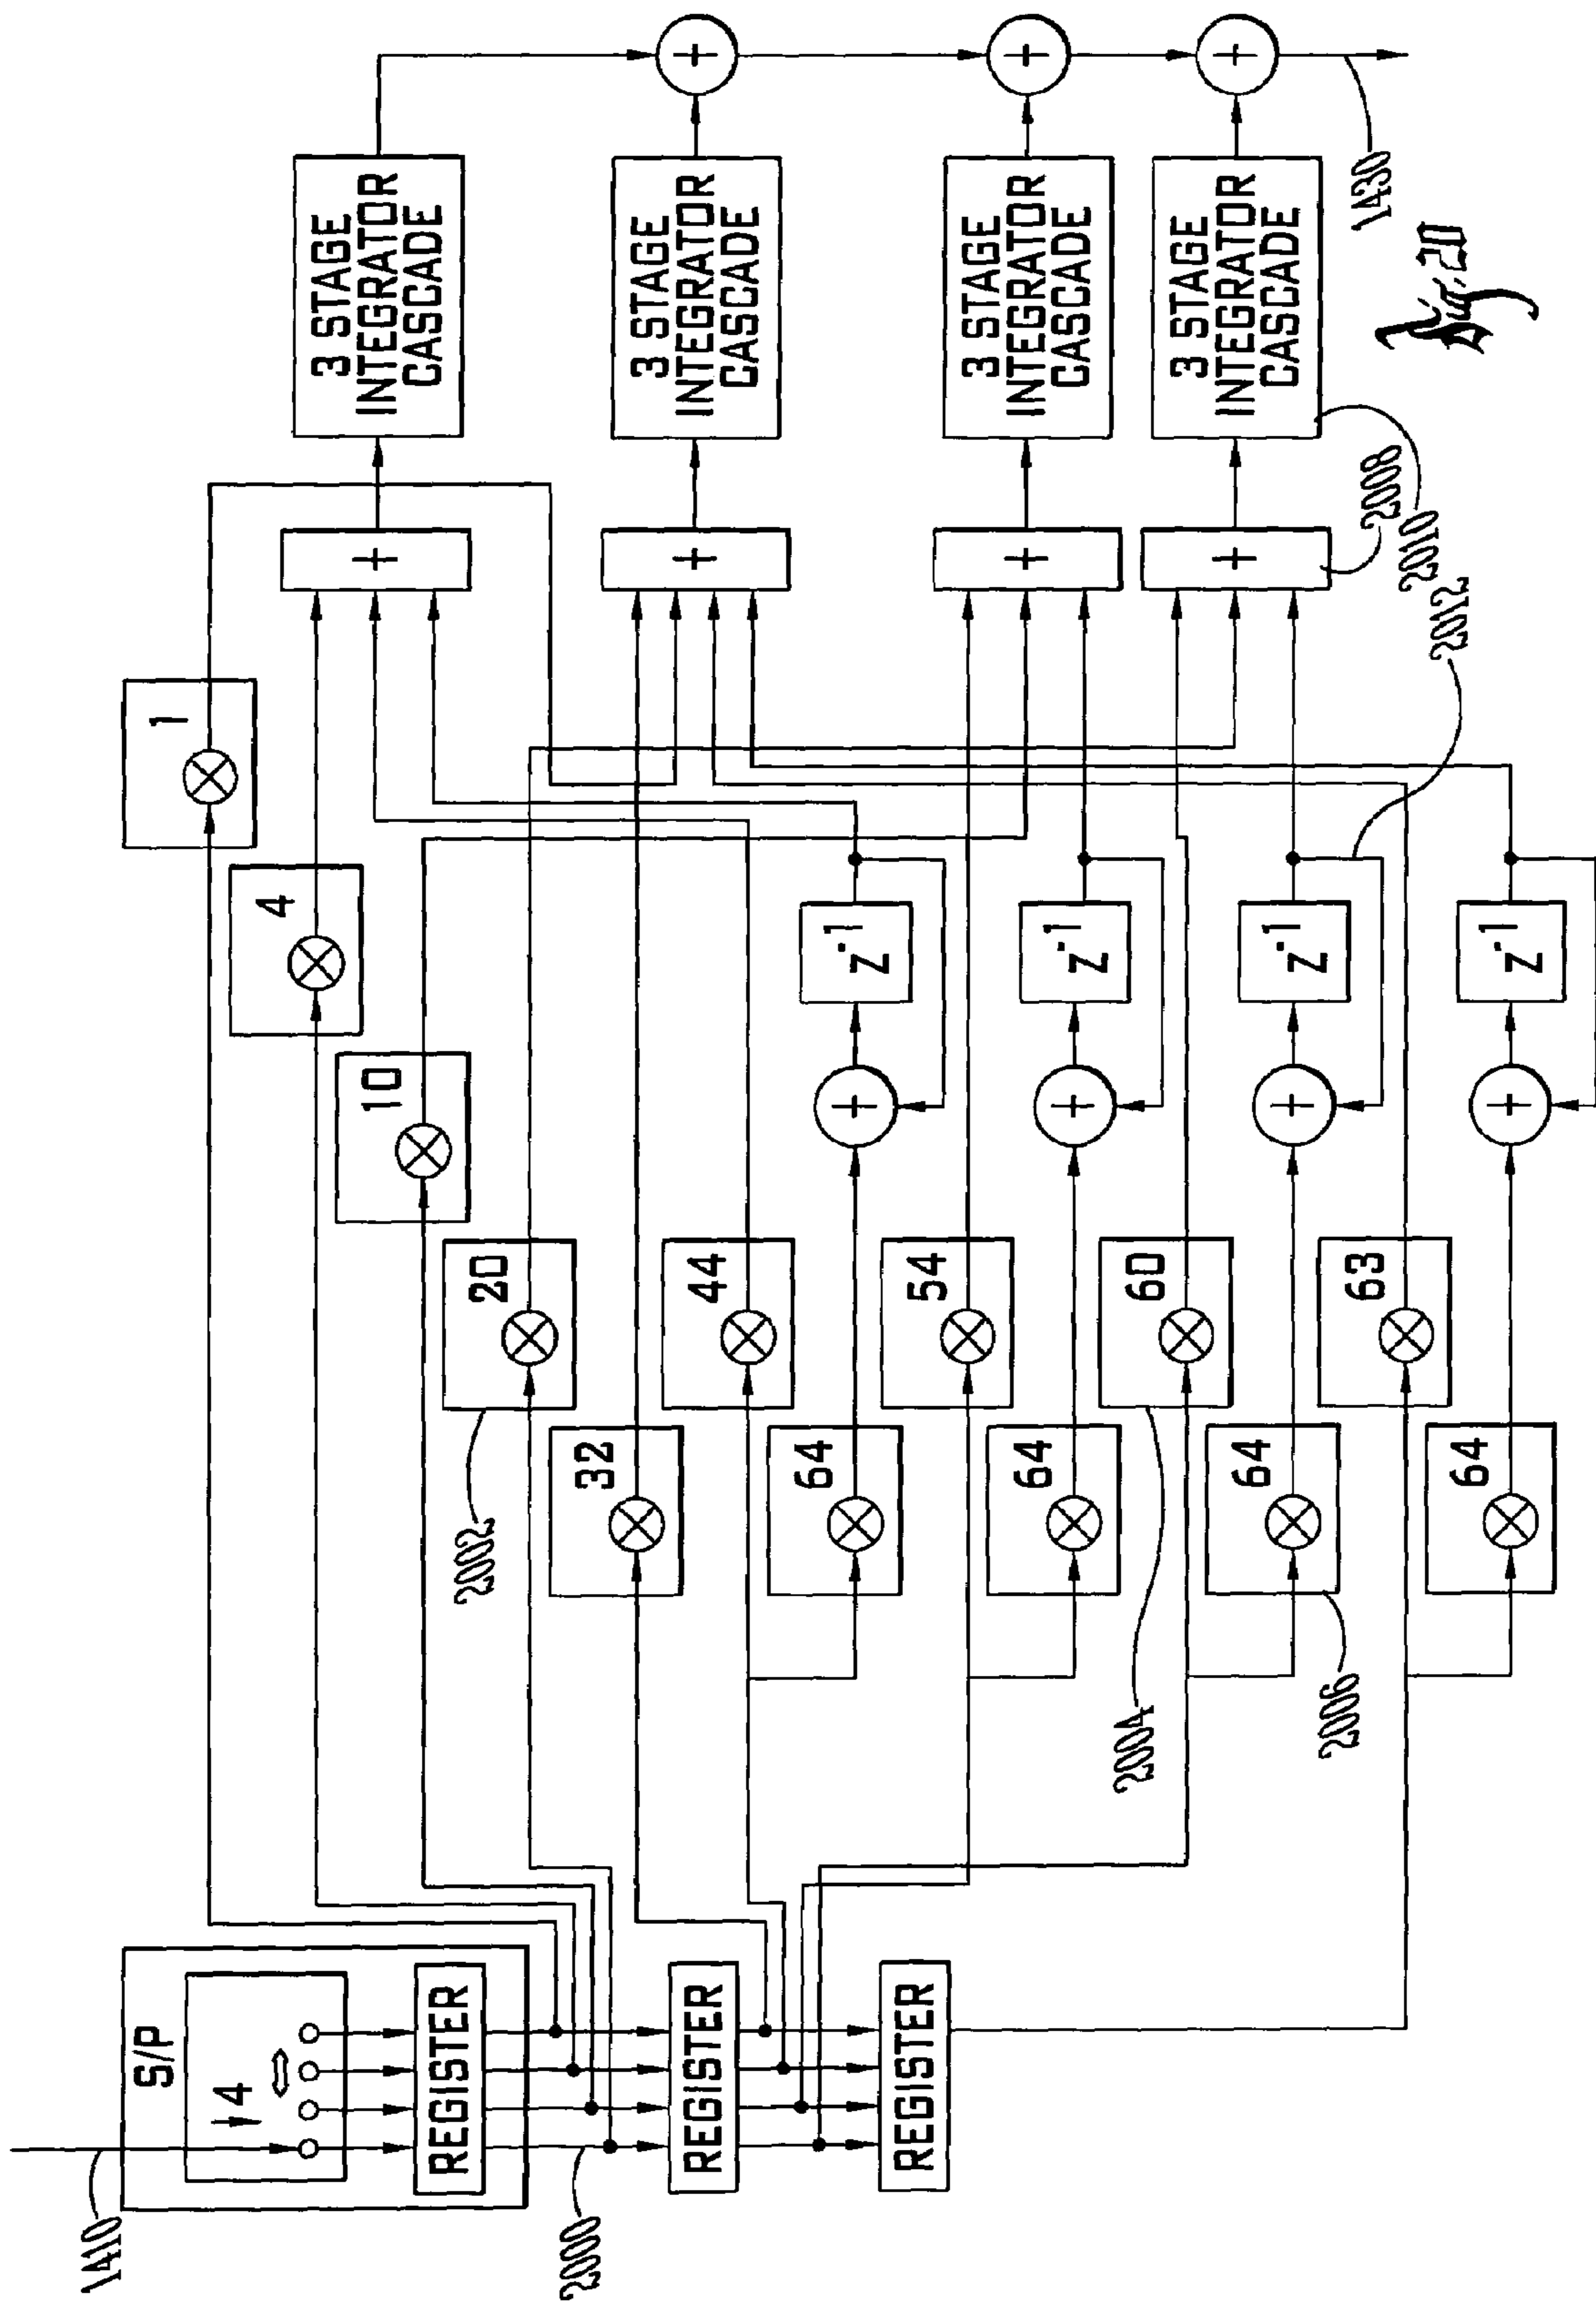 1410
S/P
4
REGISTER
2000
REGISTER
REGISTER
1
4
10
20
2002
32
44
64
54
64
60
2004
64
2006
63
64
+
Z-1
+
Z-1
+
Z-1
+
Z-1
2012
+
+
+
+
2008
3 STAGE
INTEGRATOR
CASCADE
3 STAGE
INTEGRATOR
CASCADE
3 STAGE
INTEGRATOR
CASCADE
3 STAGE
INTEGRATOR
CASCADE
2010
+
+
+
1430
Fig. 20